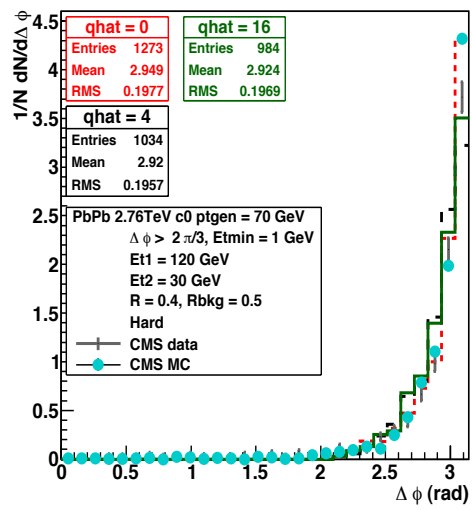 1/N dN/dΔ ϕ
4.5
4
3.5
3
2.5
2
1.5
1
0.5
0
qhat = 0
Entries 1273
Mean 2.949
RMS 0.1977
qhat = 16
Entries 984
Mean 2.924
RMS 0.1969
qhat = 4
Entries 1034
Mean 2.92
RMS 0.1957
PbPb 2.76TeV c0 ptgen = 70 GeV
Δ ϕ > 2 π/3, Etmin = 1 GeV
Et1 = 120 GeV
Et2 = 30 GeV
R = 0.4, Rbkg = 0.5
Hard
CMS data
CMS MC
0 0.5 1 1.5 2 2.5 3
Δ ϕ (rad)